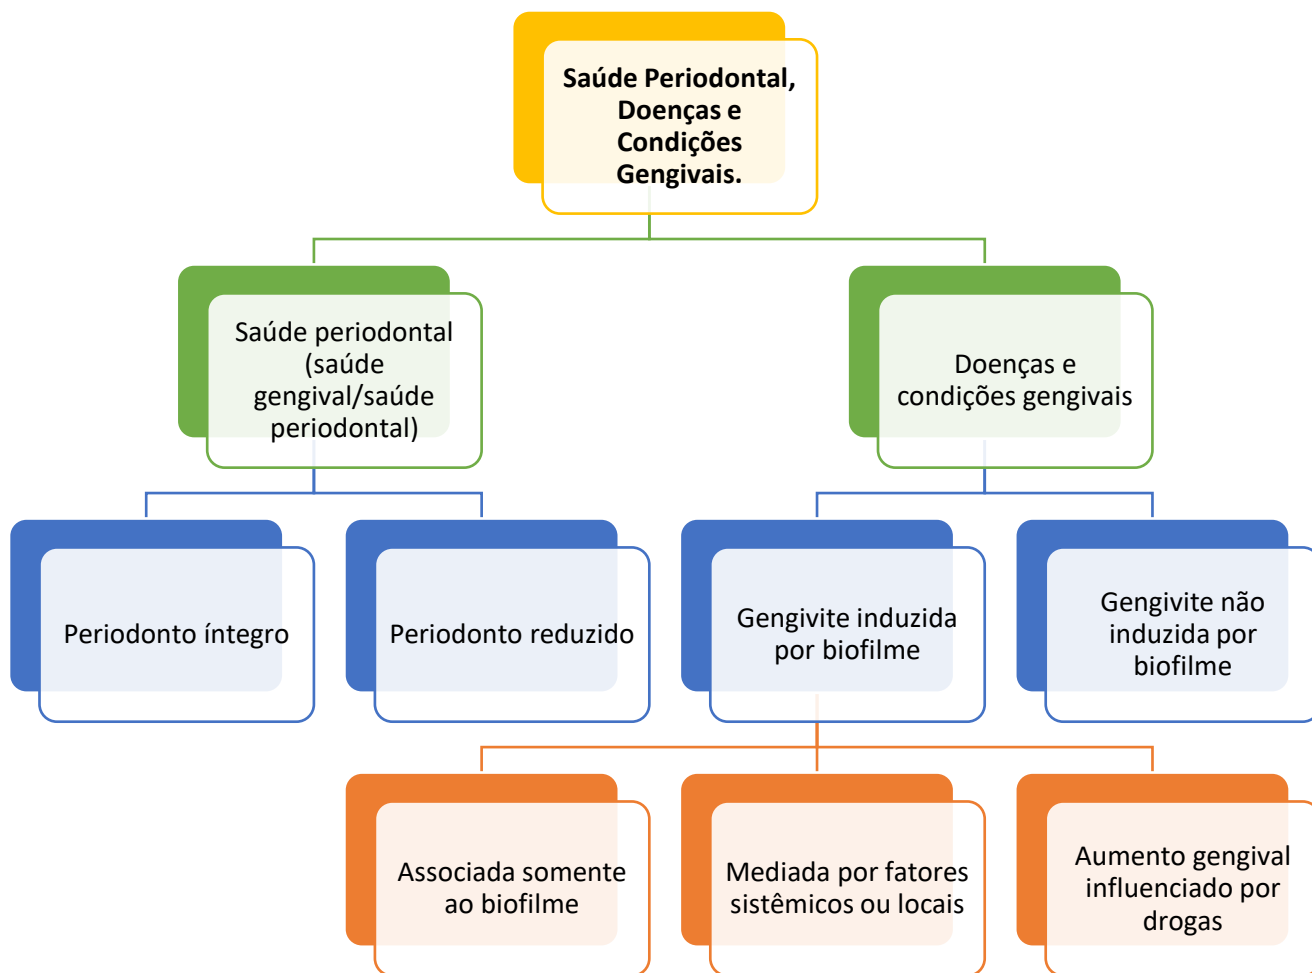 Saúde Periodontal,
Doenças e
Condições
Gengivais.
Saúde periodontal
(saúde
gengival/saúde
periodontal)
Doenças e
condições gengivais
Periodonto íntegro
Periodonto reduzido
Gengivite induzida
por biofilme
Gengivite não
induzida por
biofilme
Associada somente
ao biofilme
Mediada por fatores
sistêmicos ou locais
Aumento gengival
influenciado por
drogas